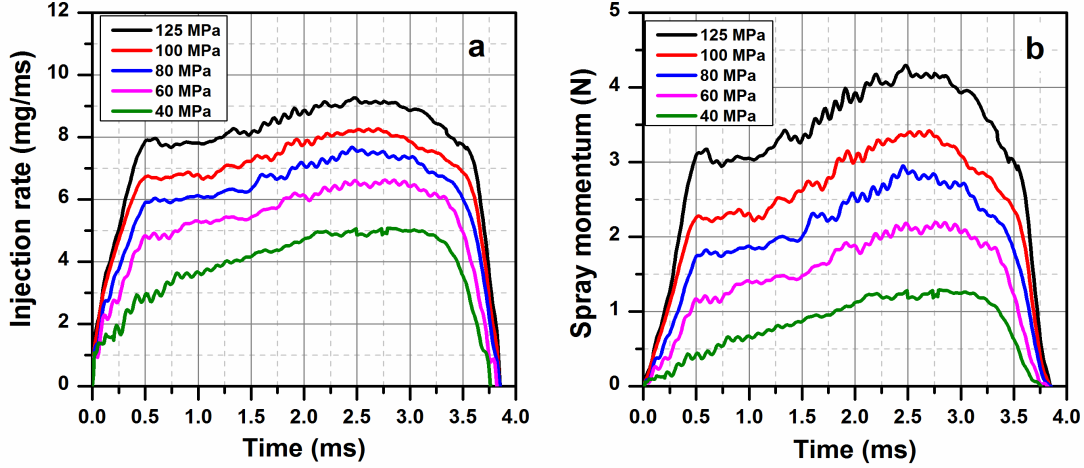 12
10
8
6
4
2
0
Injection rate (mg/ms)
125 MPa
100 MPa
80 MPa
60 MPa
40 MPa
a
0.0 0.5 1.0 1.5 2.0 2.5 3.0 3.5 4.0
Time (ms)
5
4
3
2
1
0
Spray momentum (N)
125 MPa
100 MPa
80 MPa
60 MPa
40 MPa
b
0.0 0.5 1.0 1.5 2.0 2.5 3.0 3.5 4.0
Time (ms)